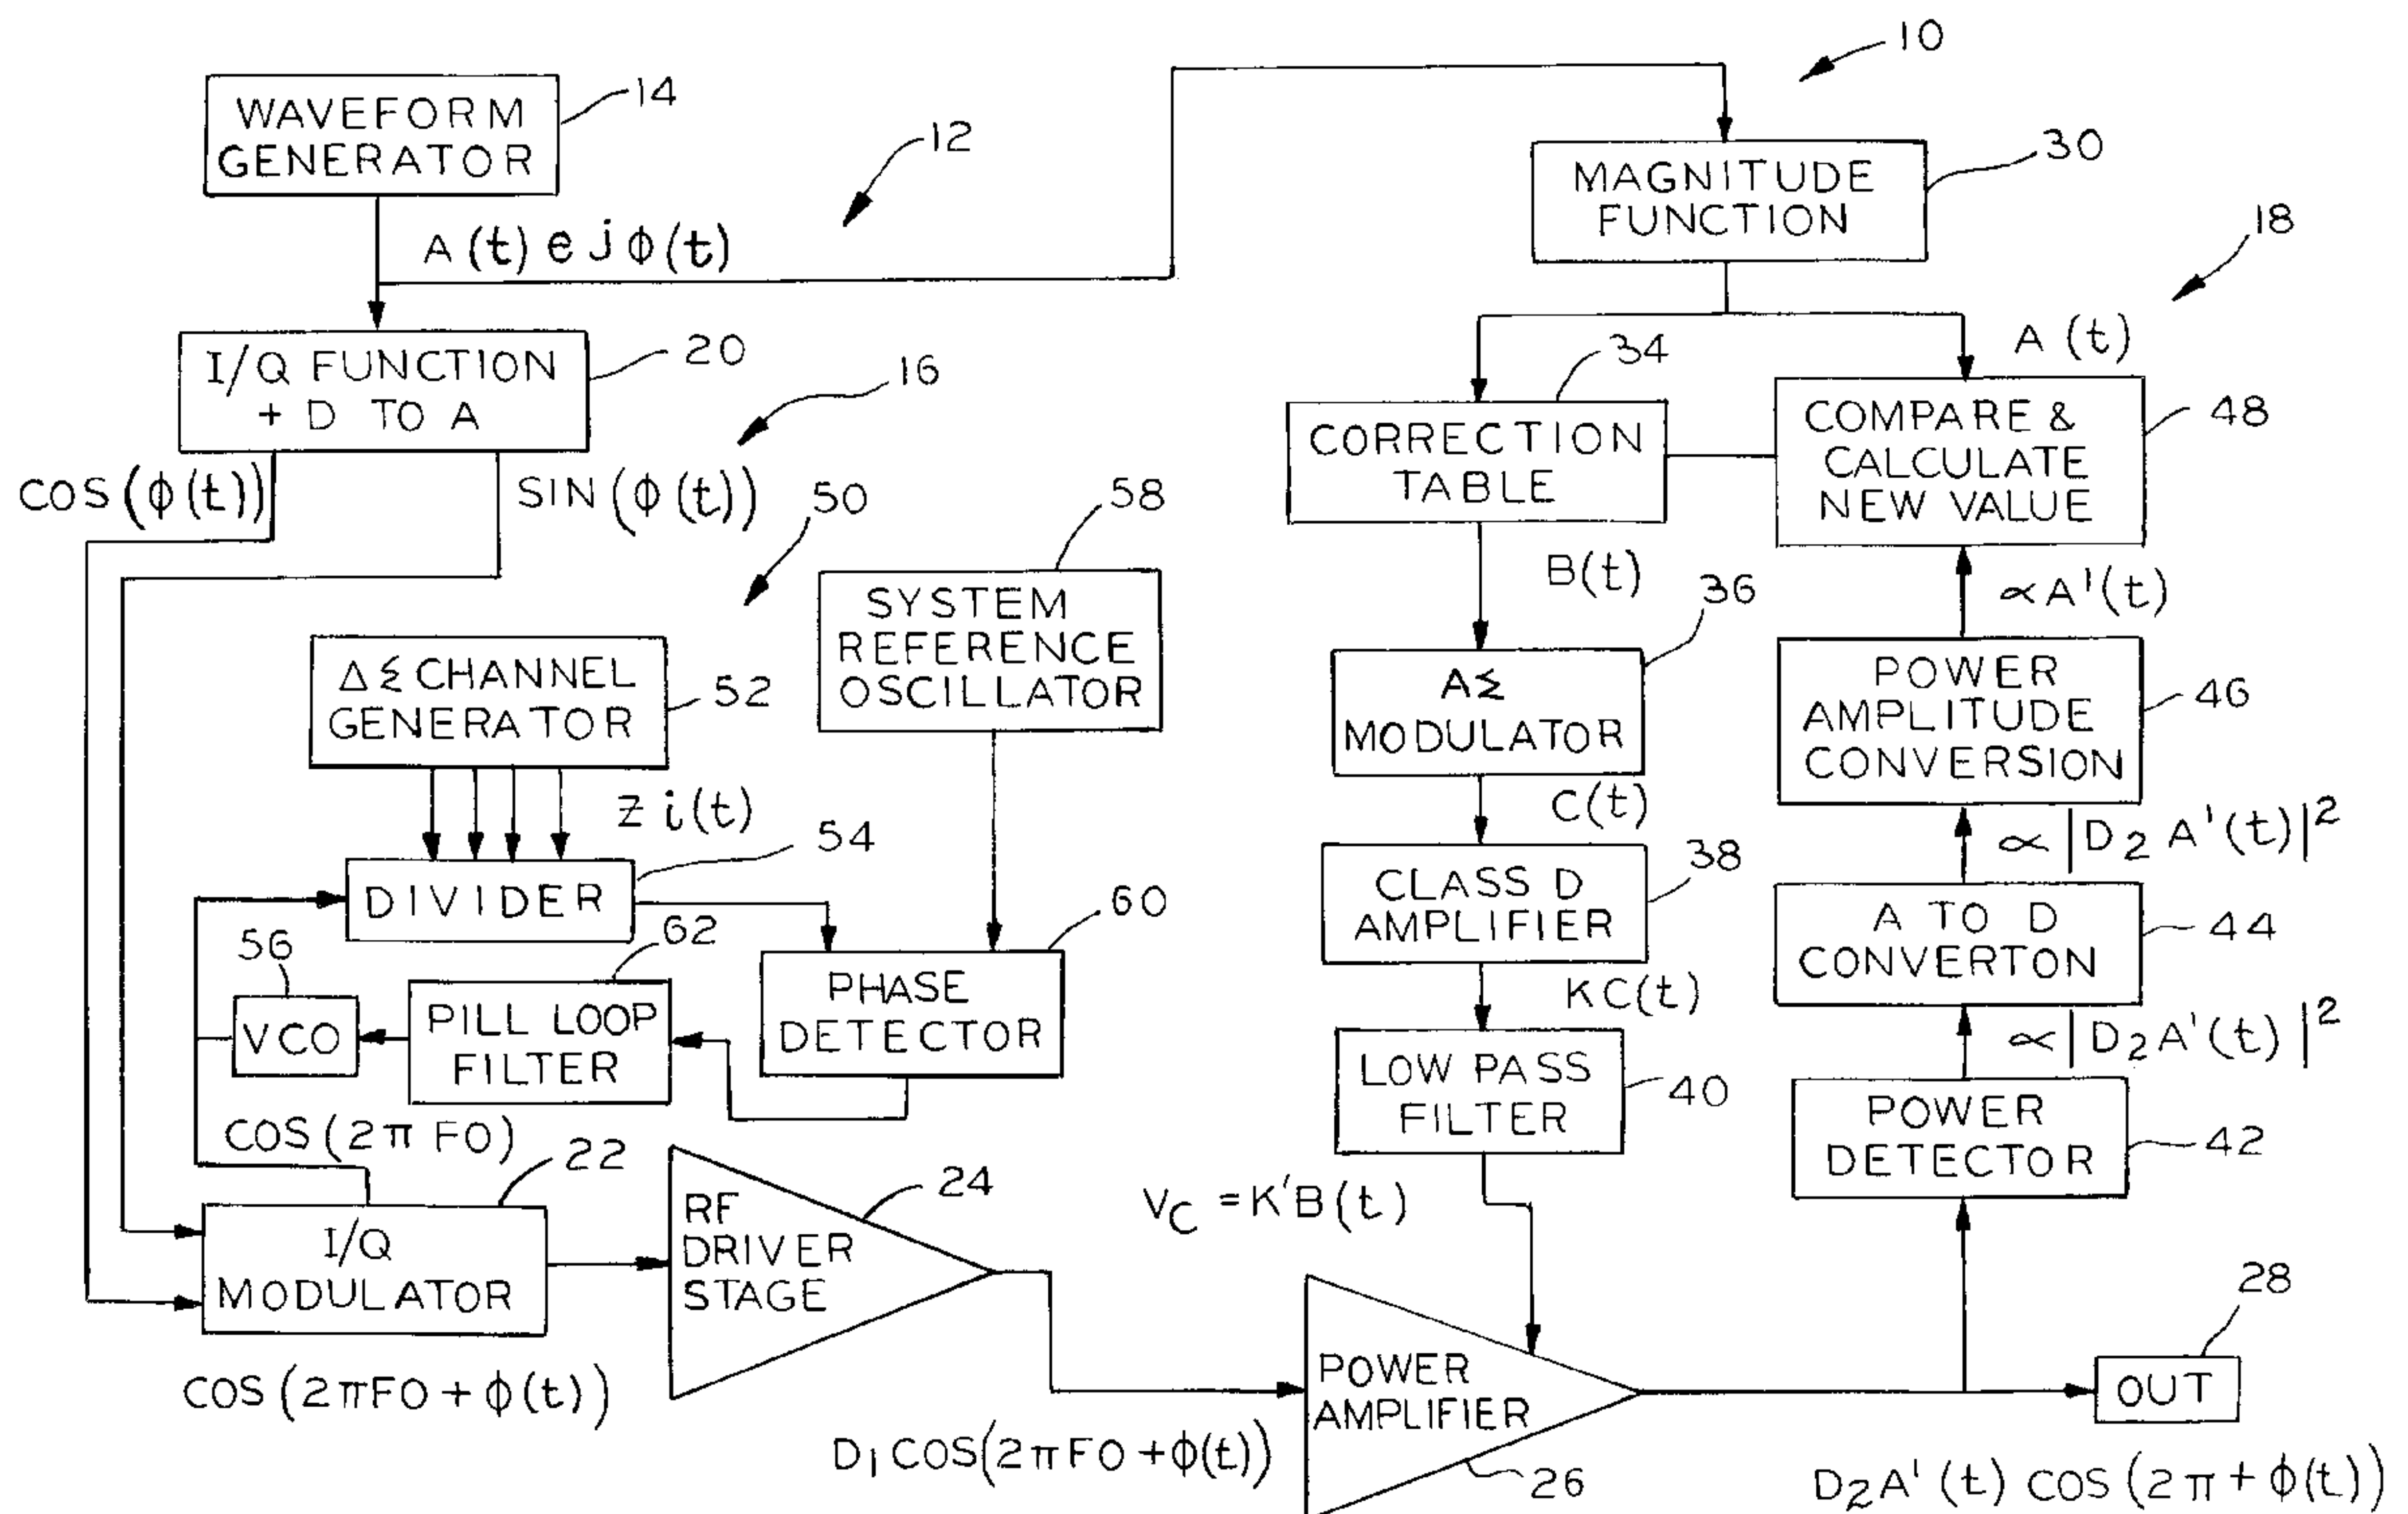 10
WAVEFORM
GENERATOR
14
12
MAGNITUDE
FUNCTION
30
18
A (t) e j ϕ(t)
I/Q FUNCTION
+ D TO A
20
16
34
A (t)
CORRECTION
TABLE
COMPARE &
CALCULATE
NEW VALUE
48
COS(ϕ(t))
SIN(ϕ(t))
50
58
SYSTEM
REFERENCE
OSCILLATOR
B(t)
36
∝A'(t)
Δ Σ CHANNEL
GENERATOR
52
AΣ
MODULATOR
POWER
AMPLITUDE
CONVERSION
46
Z i(t)
54
C(t)
∝|D2 A'(t)|²
DIVIDER
CLASS D
AMPLIFIER
38
A TO D
CONVERTON
44
56
62
60
VCO
PILL LOOP
FILTER
PHASE
DETECTOR
KC(t)
∝|D2A'(t)|²
LOW PASS
FILTER
40
POWER
DETECTOR
42
COS(2π FO)
22
24
VC = K'B(t)
I/Q
MODULATOR
RF
DRIVER
STAGE
28
OUT
POWER
AMPLIFIER
26
COS(2πFO + ϕ(t))
D1 COS(2πFO + ϕ(t))
D2A'(t) COS(2π + ϕ(t))